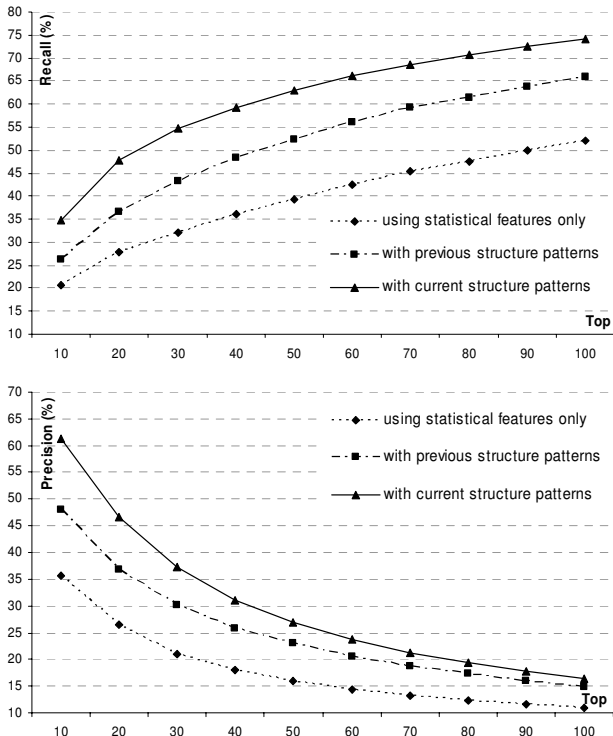 Recall (%)
80
75
70
65
60
55
50
45
40
35
30
25
20
15
10
using statistical features only
with previous structure patterns
with current structure patterns
Top
10 20 30 40 50 60 70 80 90 100
Precision (%)
70
65
60
55
50
45
40
35
30
25
20
15
10
using statistical features only
with previous structure patterns
with current structure patterns
Top
10 20 30 40 50 60 70 80 90 100